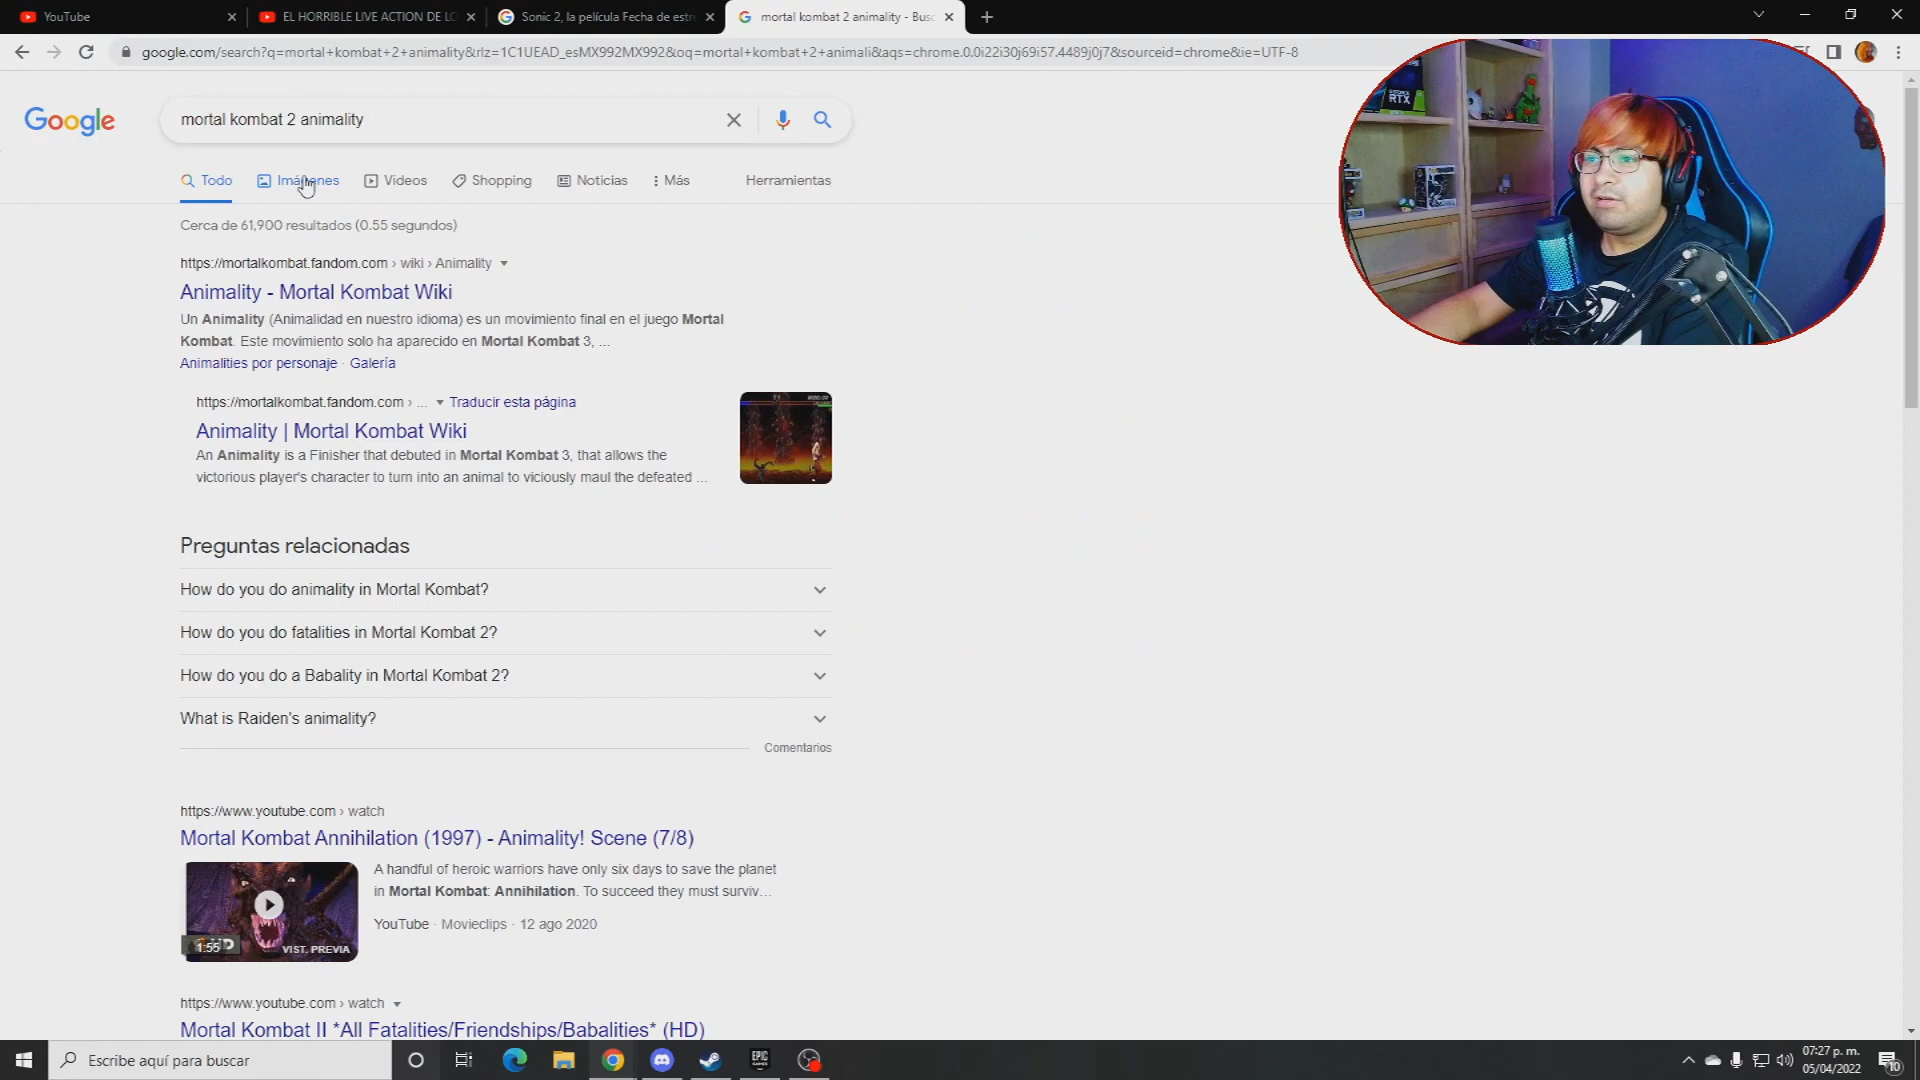 YouTube
EL HORRIBLE LIVE ACTION DE LO
Sonic 2, la película Fecha de estr
mortal kombat 2 animality - Busc
google.com/search?q=mortal+kombat+2+animality&rlz=1C1UEAD_esMX992MX992&oq=mortal+kombat+2+animali&aqs=chrome.0.0i22i30j69i57.4489j0j7&sourceid=chrome&ie=UTF-8
GEFORCE
RTX
Google
mortal kombat 2 animality
Todo
Imágenes
Videos
Shopping
Noticias
Más
Herramientas
Cerca de 61,900 resultados (0.55 segundos)
https://mortalkombat.fandom.com › wiki › Animality
Animality - Mortal Kombat Wiki
Un Animality (Animalidad en nuestro idioma) es un movimiento final en el juego Mortal
Kombat. Este movimiento solo ha aparecido en Mortal Kombat 3, ...
Animalities por personaje · Galería
https://mortalkombat.fandom.com › ... Traducir esta página
Animality | Mortal Kombat Wiki
An Animality is a Finisher that debuted in Mortal Kombat 3, that allows the
victorious player's character to turn into an animal to viciously maul the defeated ...
Preguntas relacionadas
How do you do animality in Mortal Kombat?
How do you do fatalities in Mortal Kombat 2?
How do you do a Babality in Mortal Kombat 2?
What is Raiden's animality?
Comentarios
https://www.youtube.com › watch
Mortal Kombat Annihilation (1997) - Animality! Scene (7/8)
A handful of heroic warriors have only six days to save the planet
in Mortal Kombat: Annihilation. To succeed they must surviv...
YouTube · Movieclips · 12 ago 2020
1:55
VIST. PREVIA
https://www.youtube.com › watch
Mortal Kombat II *All Fatalities/Friendships/Babalities* (HD)
Escribe aquí para buscar
EPIC
GAMES
07:27 p. m.
05/04/2022
10